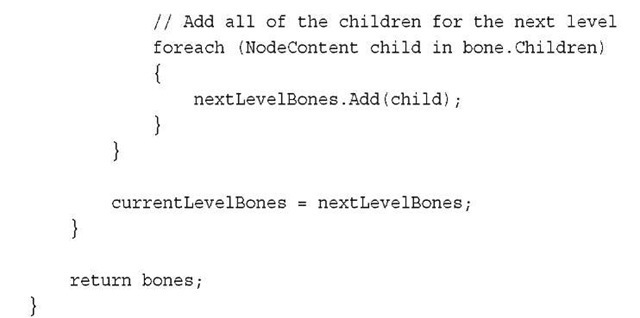 // Add all of the children for the next level
foreach (NodeContent child in bone.Children)
{
nextLevelBones.Add(child);
}
}
currentLevelBones = nextLevelBones;
}
return bones;
}